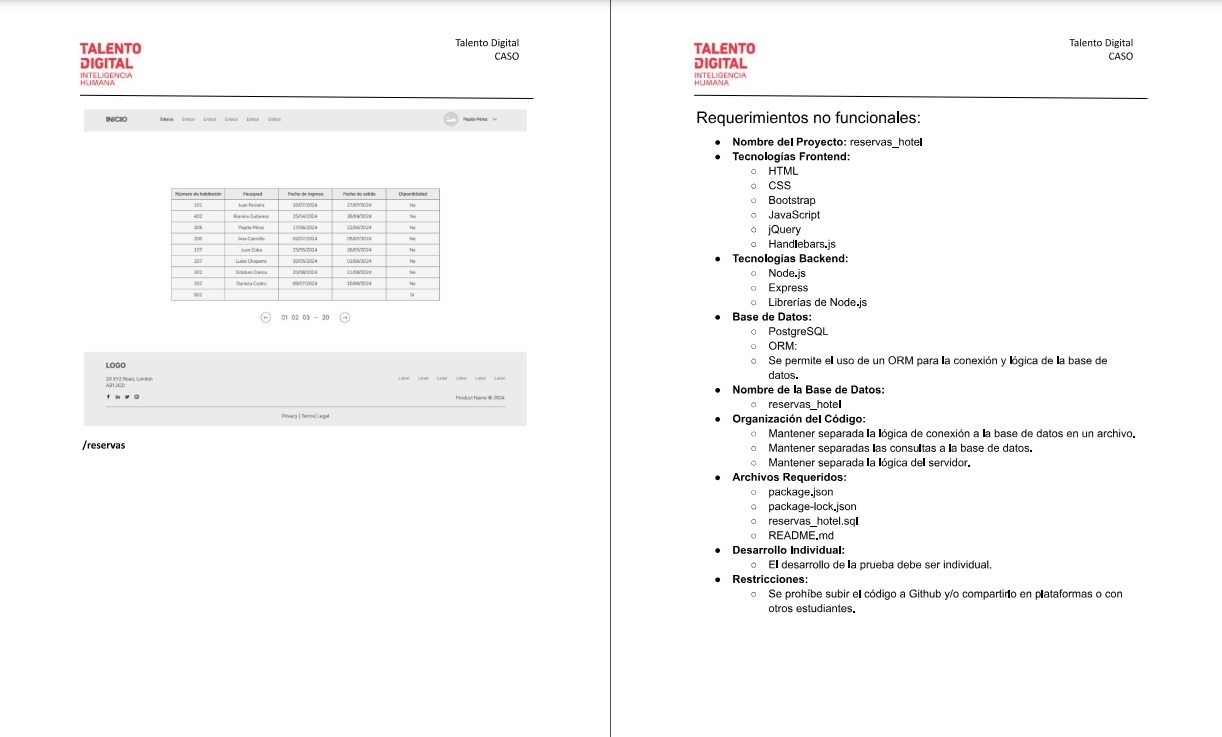 TALENTO
DIGITAL
INTELIGENCIA
HUMANA
Talento Digital
CASO
INICIO Enlace Enlace Enlace Enlace Enlace Enlace Pepito Pérez
Número de habitación Huesped Fecha de ingreso Fecha de salida Diponibilidad
101 Juan Ferreira 20/07/2024 27/07/2024 No
402 Romina Gutierrez 25/04/2024 26/04/2024 No
305 Pepito Pérez 17/06/2024 22/06/2024 No
100 Ana Carmilla 02/07/2024 05/07/2024 No
107 Juan Cobo 25/05/2024 26/05/2024 No
207 Luisa Chaparro 30/05/2024 02/06/2024 No
302 Esteban Correa 20/08/2024 21/08/2024 No
202 Daniela Castro 08/07/2024 10/08/2024 No
501 Si
01 02 03 ... 20
LOGO
20 XYZ Road, London
AB1 2CD
Label Label Label Label Label Label
Product Name @ 2024
Privacy | Terms| Legal
/reservas
TALENTO
DIGITAL
INTELIGENCIA
HUMANA
Talento Digital
CASO
Requerimientos no funcionales:
● Nombre del Proyecto: reservas_hotel
● Tecnologías Frontend:
○ HTML
○ CSS
○ Bootstrap
○ JavaScript
○ jQuery
○ Handlebars.js
● Tecnologías Backend:
○ Node.js
○ Express
○ Librerías de Node.js
● Base de Datos:
○ PostgreSQL
○ ORM:
○ Se permite el uso de un ORM para la conexión y lógica de la base de
datos.
● Nombre de la Base de Datos:
○ reservas_hotel
● Organización del Código:
○ Mantener separada la lógica de conexión a la base de datos en un archivo.
○ Mantener separadas las consultas a la base de datos.
○ Mantener separada la lógica del servidor.
● Archivos Requeridos:
○ package.json
○ package-lock.json
○ reservas_hotel.sql
○ README.md
● Desarrollo Individual:
○ El desarrollo de la prueba debe ser individual.
● Restricciones:
○ Se prohíbe subir el código a Github y/o compartirlo en plataformas o con
otros estudiantes.